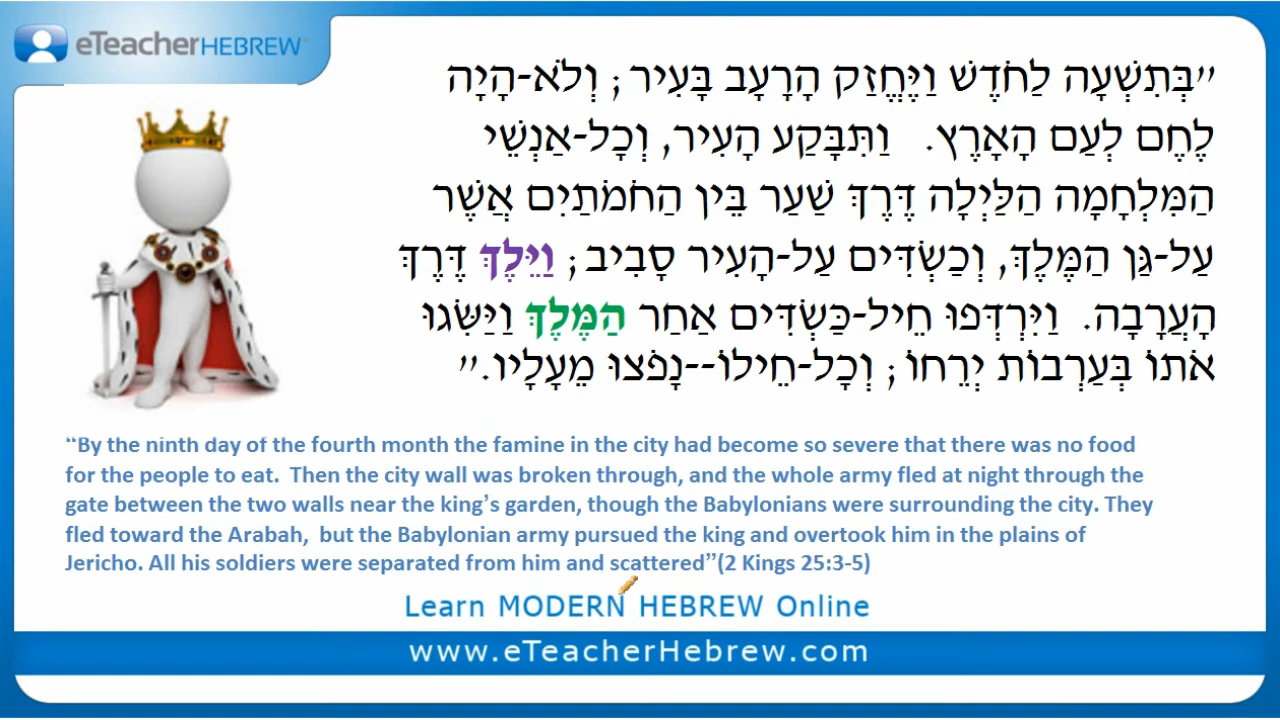 eTeacherHEBREW
״בְּתִשְׁעָה לַחֹדֶשׁ וַיֶּחֱזַק הָרָעָב בָּעִיר ; וְלֹא-הָיָה
לֶחֶם לְעַם הָאָרֶץ. וַתִּבָּקַע הָעִיר, וְכָל-אַנְשֵׁי
הַמִּלְחָמָה הַלַּיְלָה דֶּרֶךְ שַׁעַר בֵּין הַחֹמֹתַיִם אֲשֶׁר
עַל-גַּן הַמֶּלֶךְ, וְכַשְׂדִּים עַל-הָעִיר סָבִיב ; וַיֵּלֶךְ דֶּרֶךְ
הָעֲרָבָה. וַיִּרְדְּפוּ חֵיל-כַּשְׂדִּים אַחַר הַמֶּלֶךְ וַיַּשִּׂגוּ
אֹתוֹ בְּעַרְבוֹת יְרֵחוֹ ; וְכָל-חֵילוֹ--נָפֹצוּ מֵעָלָיו.״
“By the ninth day of the fourth month the famine in the city had become so severe that there was no food
for the people to eat. Then the city wall was broken through, and the whole army fled at night through the
gate between the two walls near the king’s garden, though the Babylonians were surrounding the city. They
fled toward the Arabah, but the Babylonian army pursued the king and overtook him in the plains of
Jericho. All his soldiers were separated from him and scattered”(2 Kings 25:3-5)
Learn MODERN HEBREW Online
www.eTeacherHebrew.com